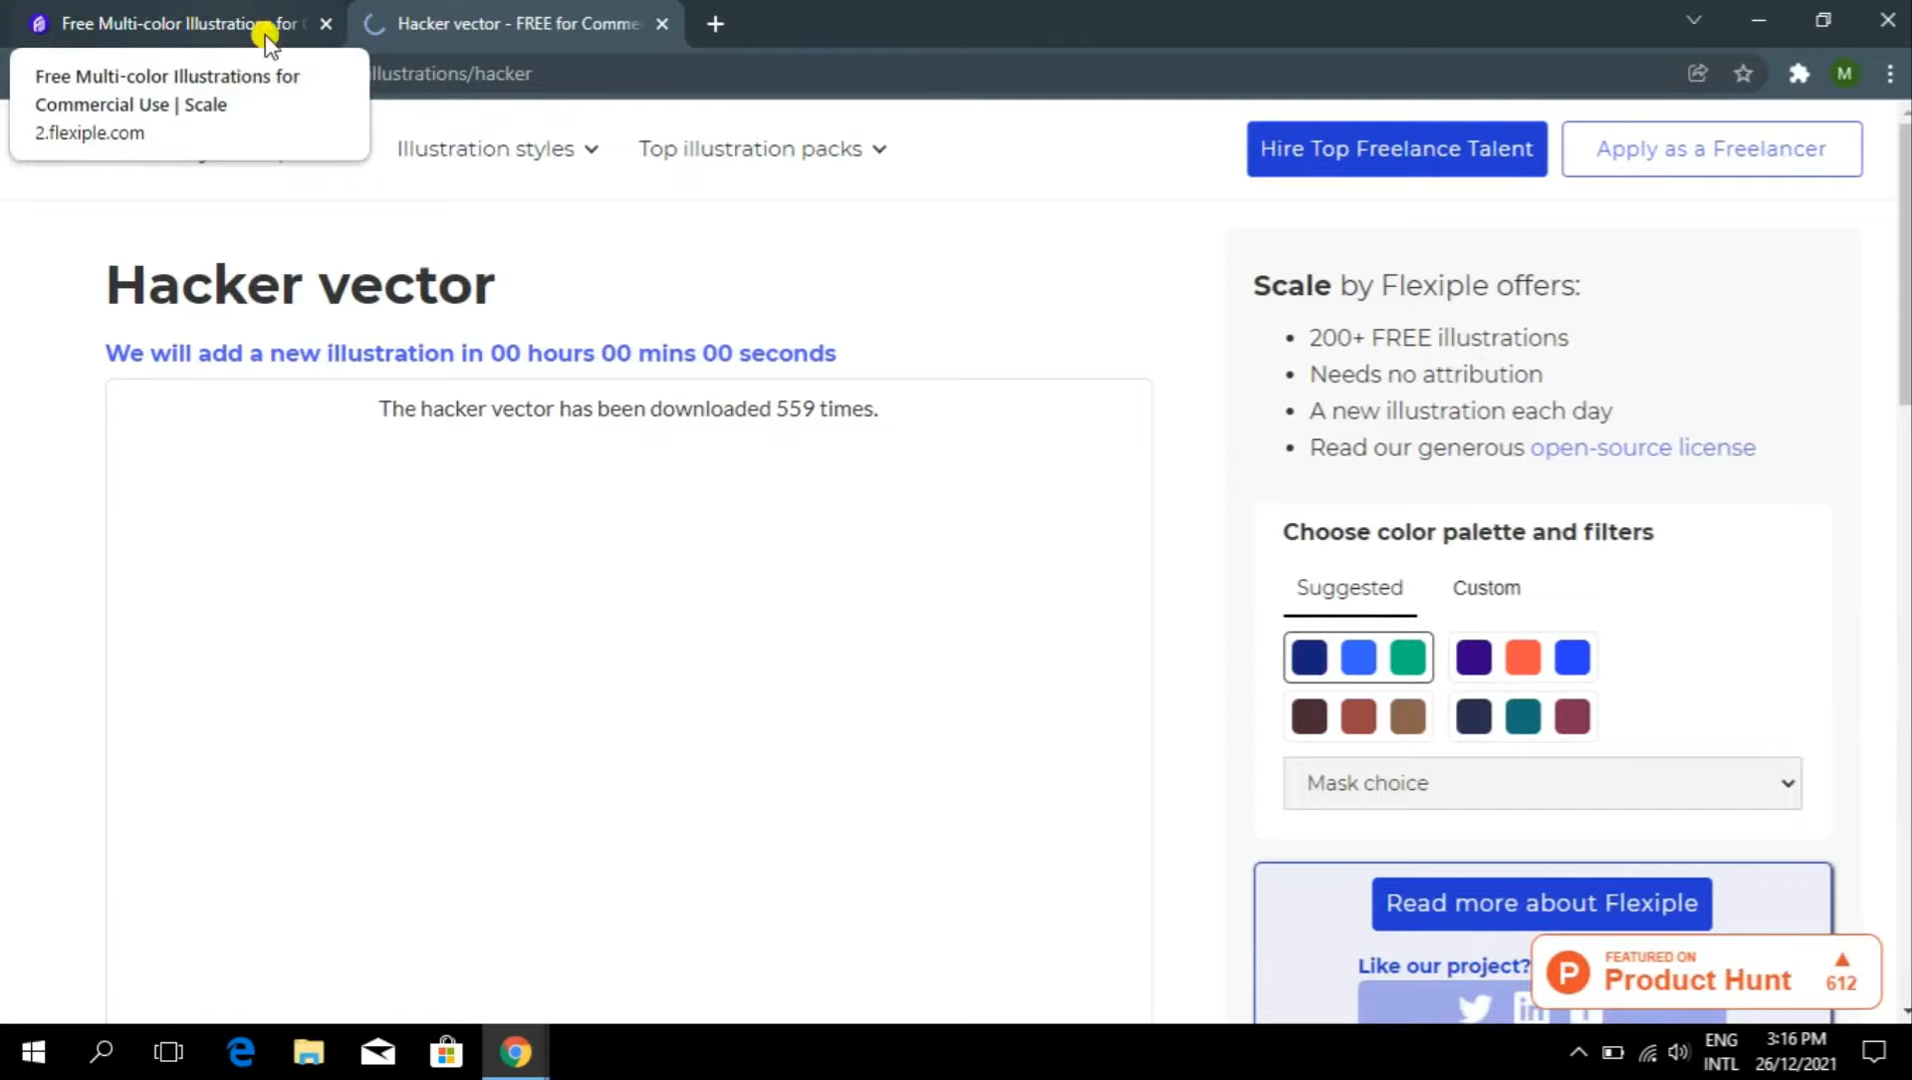 Free Multi-color Illustrations for
Hacker vector - FREE for Comme
Free Multi-color Illustrations for
Commercial Use | Scale
2.flexiple.com
illustrations/hacker
M
Illustration styles
Top illustration packs
Hire Top Freelance Talent
Apply as a Freelancer
Hacker vector
We will add a new illustration in 00 hours 00 mins 00 seconds
The hacker vector has been downloaded 559 times.
Scale by Flexiple offers:
• 200+ FREE illustrations
• Needs no attribution
• A new illustration each day
• Read our generous open-source license
Choose color palette and filters
Suggested
Custom
Mask choice
Read more about Flexiple
Like our project?
FEATURED ON
Product Hunt
612
ENG
INTL
3:16 PM
26/12/2021